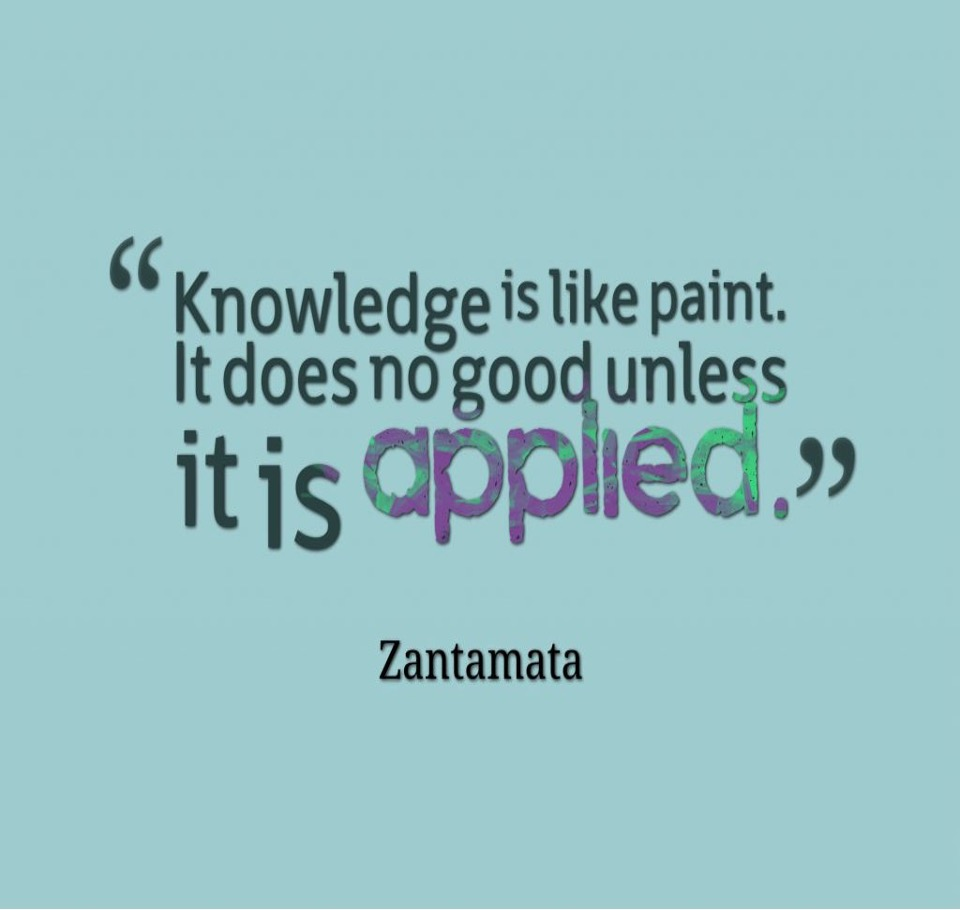 “Knowledge is like paint.
It does no good unless
it is applied.”
Zantamata